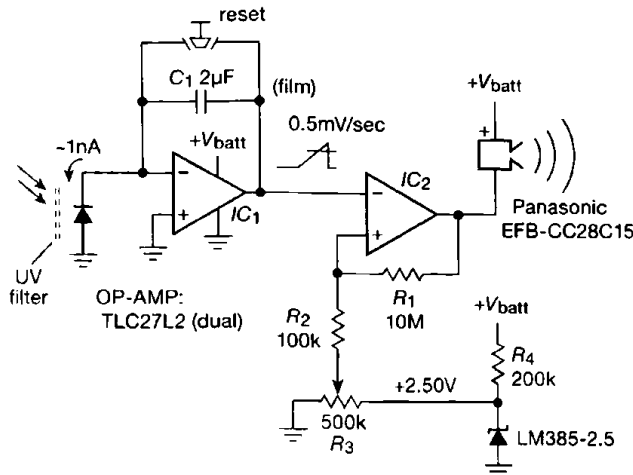 reset
C1 2µF
(film)
+Vbatt
0.5mV/sec
~1nA
−
+
IC1
UV
filter
OP-AMP:
TLC27L2 (dual)
−
+
IC2
+Vbatt
+
Panasonic
EFB-CC28C15
R1
10M
R2
100k
+Vbatt
R4
200k
+2.50V
500k
R3
LM385-2.5